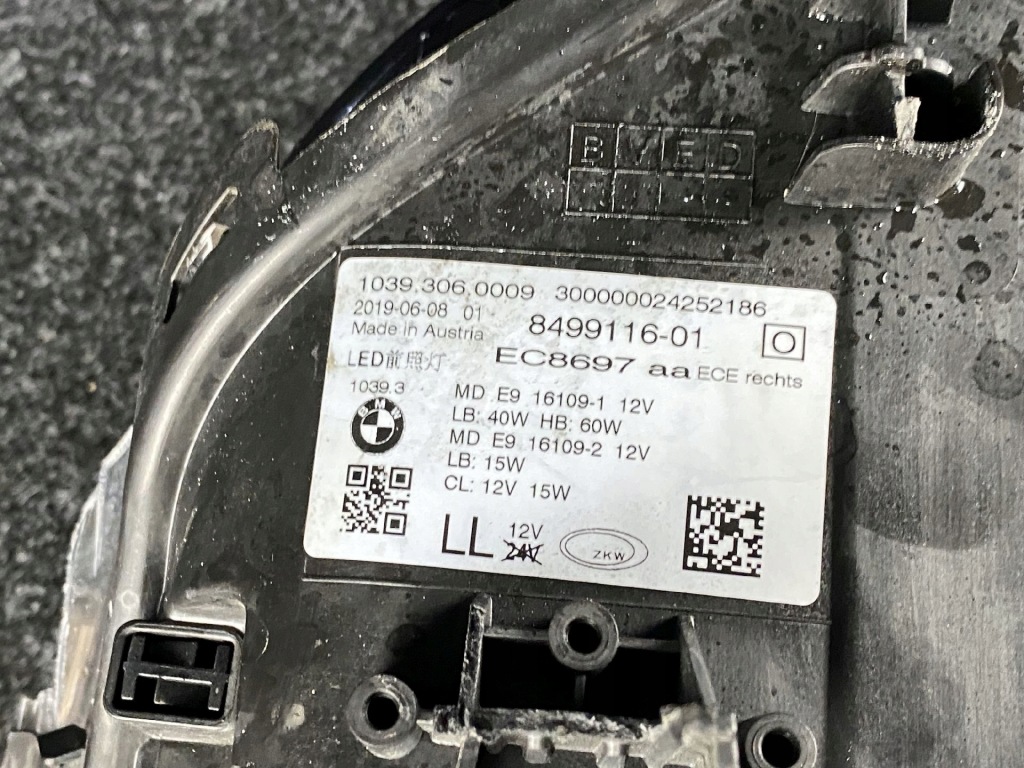 B V E D
1039.306.0009 300000024252186
2019-06-08 01
8499116-01
O
Made in Austria
LED前照灯
EC8697 aa ECE rechts
1039.3
BMW
MD E9 16109-1 12V
LB: 40W HB: 60W
MD E9 16109-2 12V
LB: 15W
CL: 12V 15W
LL
12V
24V
ZKW